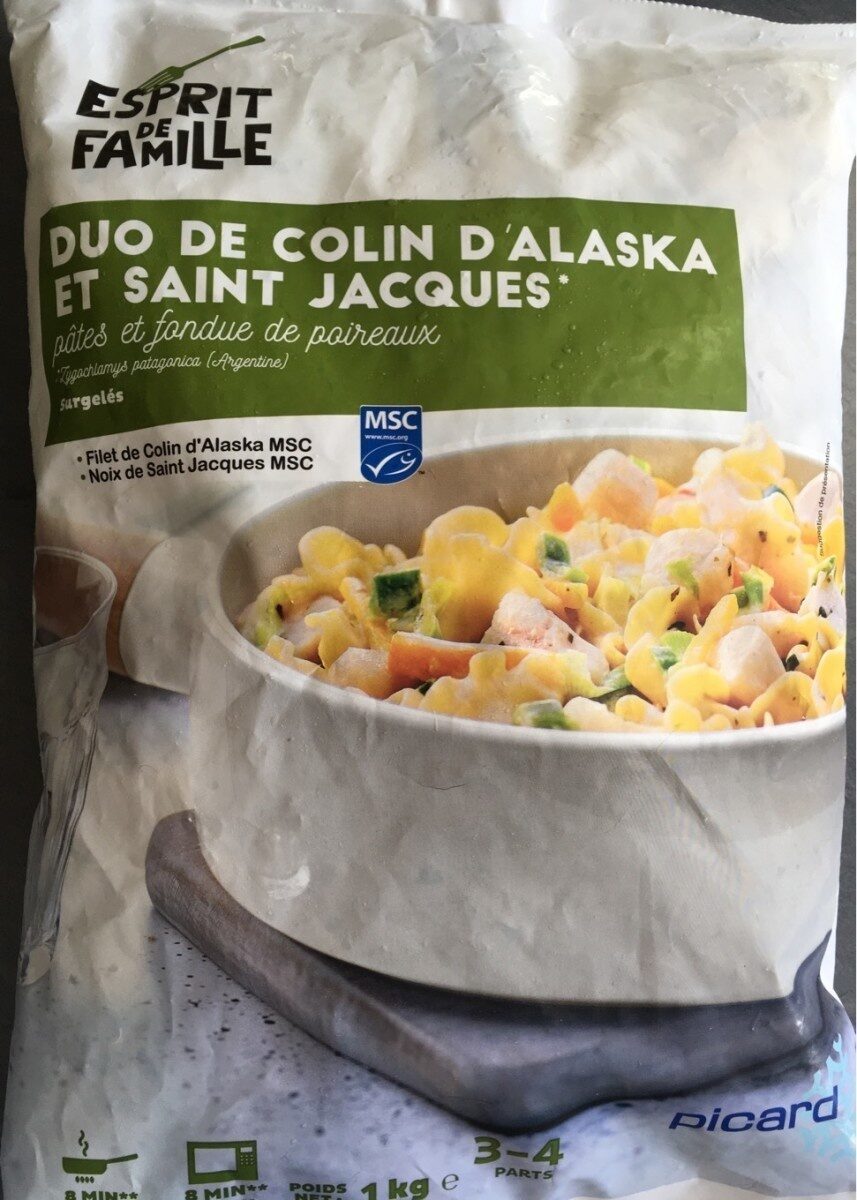 ESPRIT
DE
FAMILLE
DUO DE COLIN D'ALASKA
ET SAINT JACQUES*
pâtes et fondue de poireaux
*Zygochlamys patagonica (Argentine)
surgelés
• Filet de Colin d'Alaska MSC
• Noix de Saint Jacques MSC
MSC
www.msc.org
TM
Suggestion de présentation
picard
3-4
PARTS
8 MIN**
8 MIN**
POIDS
NET :
1 kg e